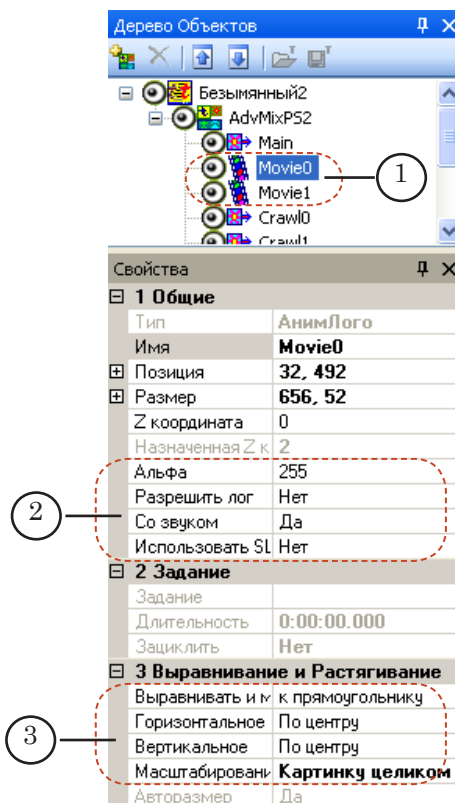 Дерево Объектов
Безымянный2
AdvMixPS2
Main
Movie0
Movie1
Crawl0
Crawl1
1
Свойства
1 Общие
Тип АнимЛого
Имя Movie0
Позиция 32, 492
Размер 656, 52
Z координата 0
Назначенная Z к 2
Альфа 255
Разрешить лог Нет
Со звуком Да
Использовать SL Нет
2
2 Задание
Задание
Длительность 0:00:00.000
Зациклить Нет
3 Выравнивание и Растягивание
Выравнивать и м к прямоугольнику
Горизонтальное По центру
Вертикальное По центру
Масштабировани Картинку целиком
3
Авторазмер Да